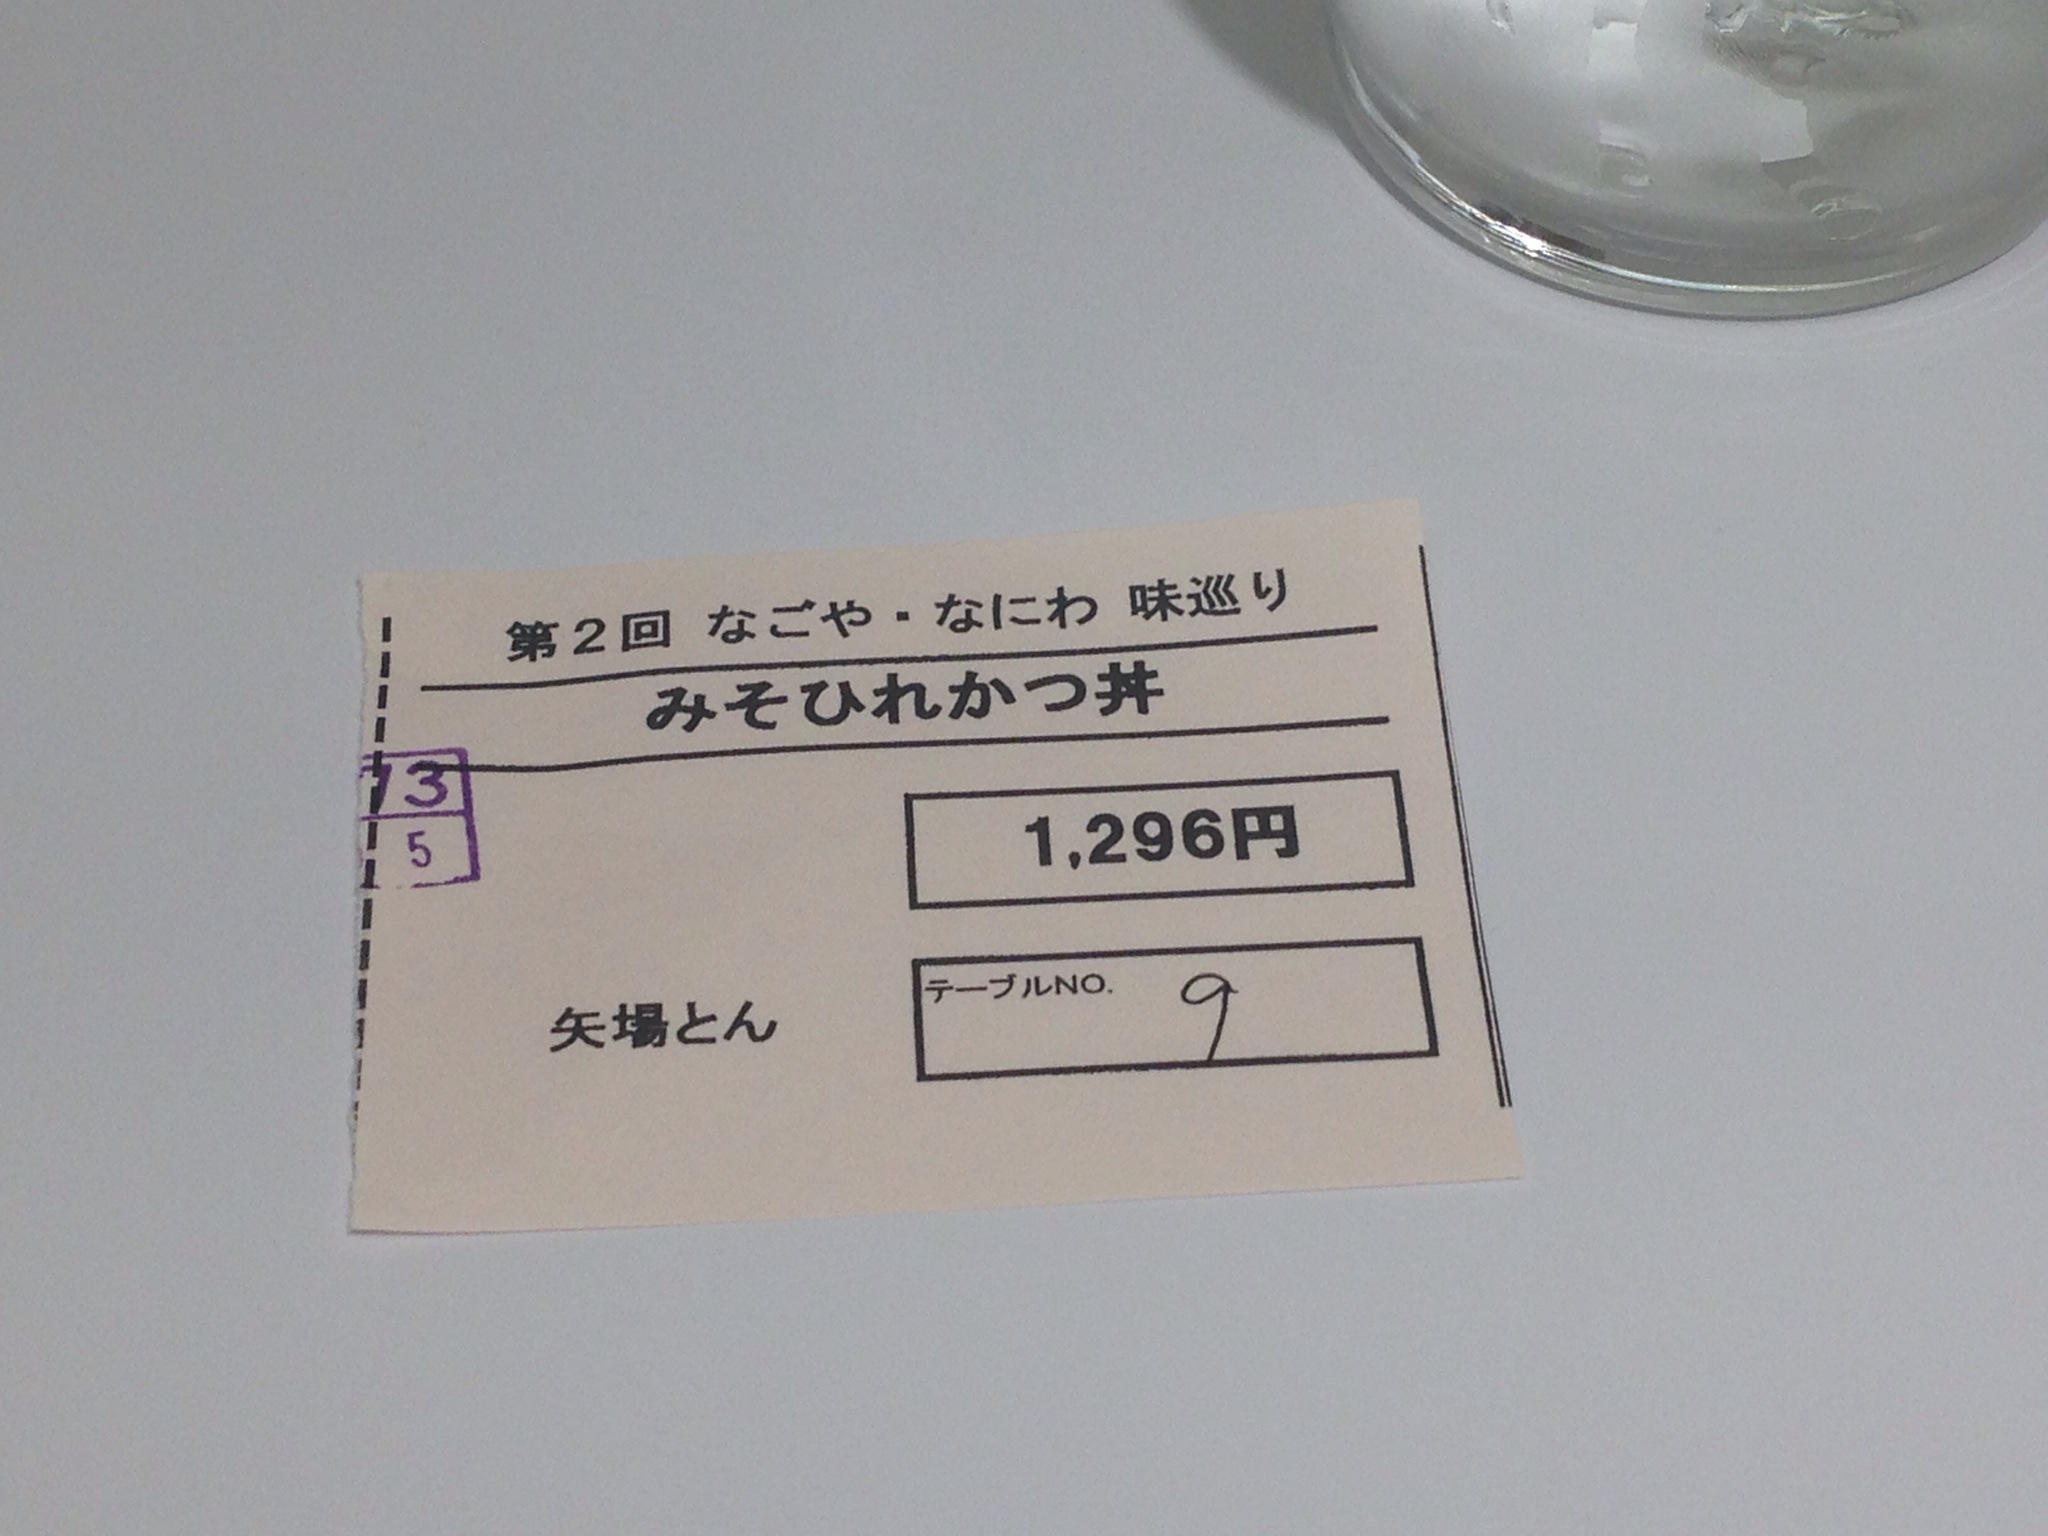 第2回 なごや・なにわ 味巡り
みそひれかつ丼
13
5
1,296円
テーブルNO. 9
矢場とん